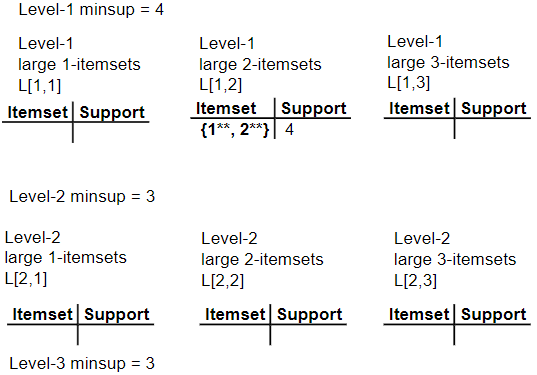 Level-1 minsup = 4
Level-1
large 1-itemsets
L[1,1]
Itemset Support
Level-1
large 2-itemsets
L[1,2]
Itemset Support
{1**, 2**} 4
Level-1
large 3-itemsets
L[1,3]
Itemset Support
Level-2 minsup = 3
Level-2
large 1-itemsets
L[2,1]
Itemset Support
Level-2
large 2-itemsets
L[2,2]
Itemset Support
Level-2
large 3-itemsets
L[2,3]
Itemset Support
Level-3 minsup = 3